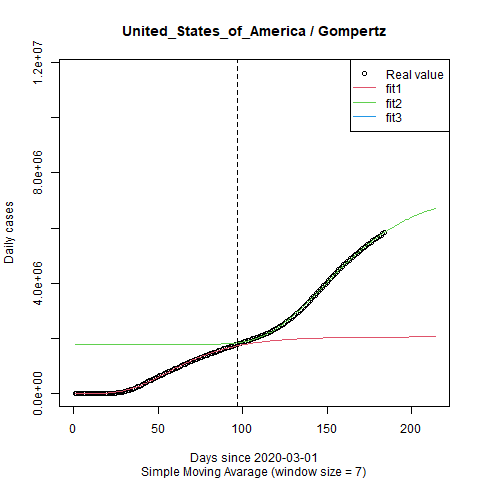 United_States_of_America / Gompertz
Real value
fit1
fit2
fit3
Daily cases
1.2e+07
8.0e+06
4.0e+06
0.0e+00
0 50 100 150 200
Days since 2020-03-01
Simple Moving Avarage (window size = 7)